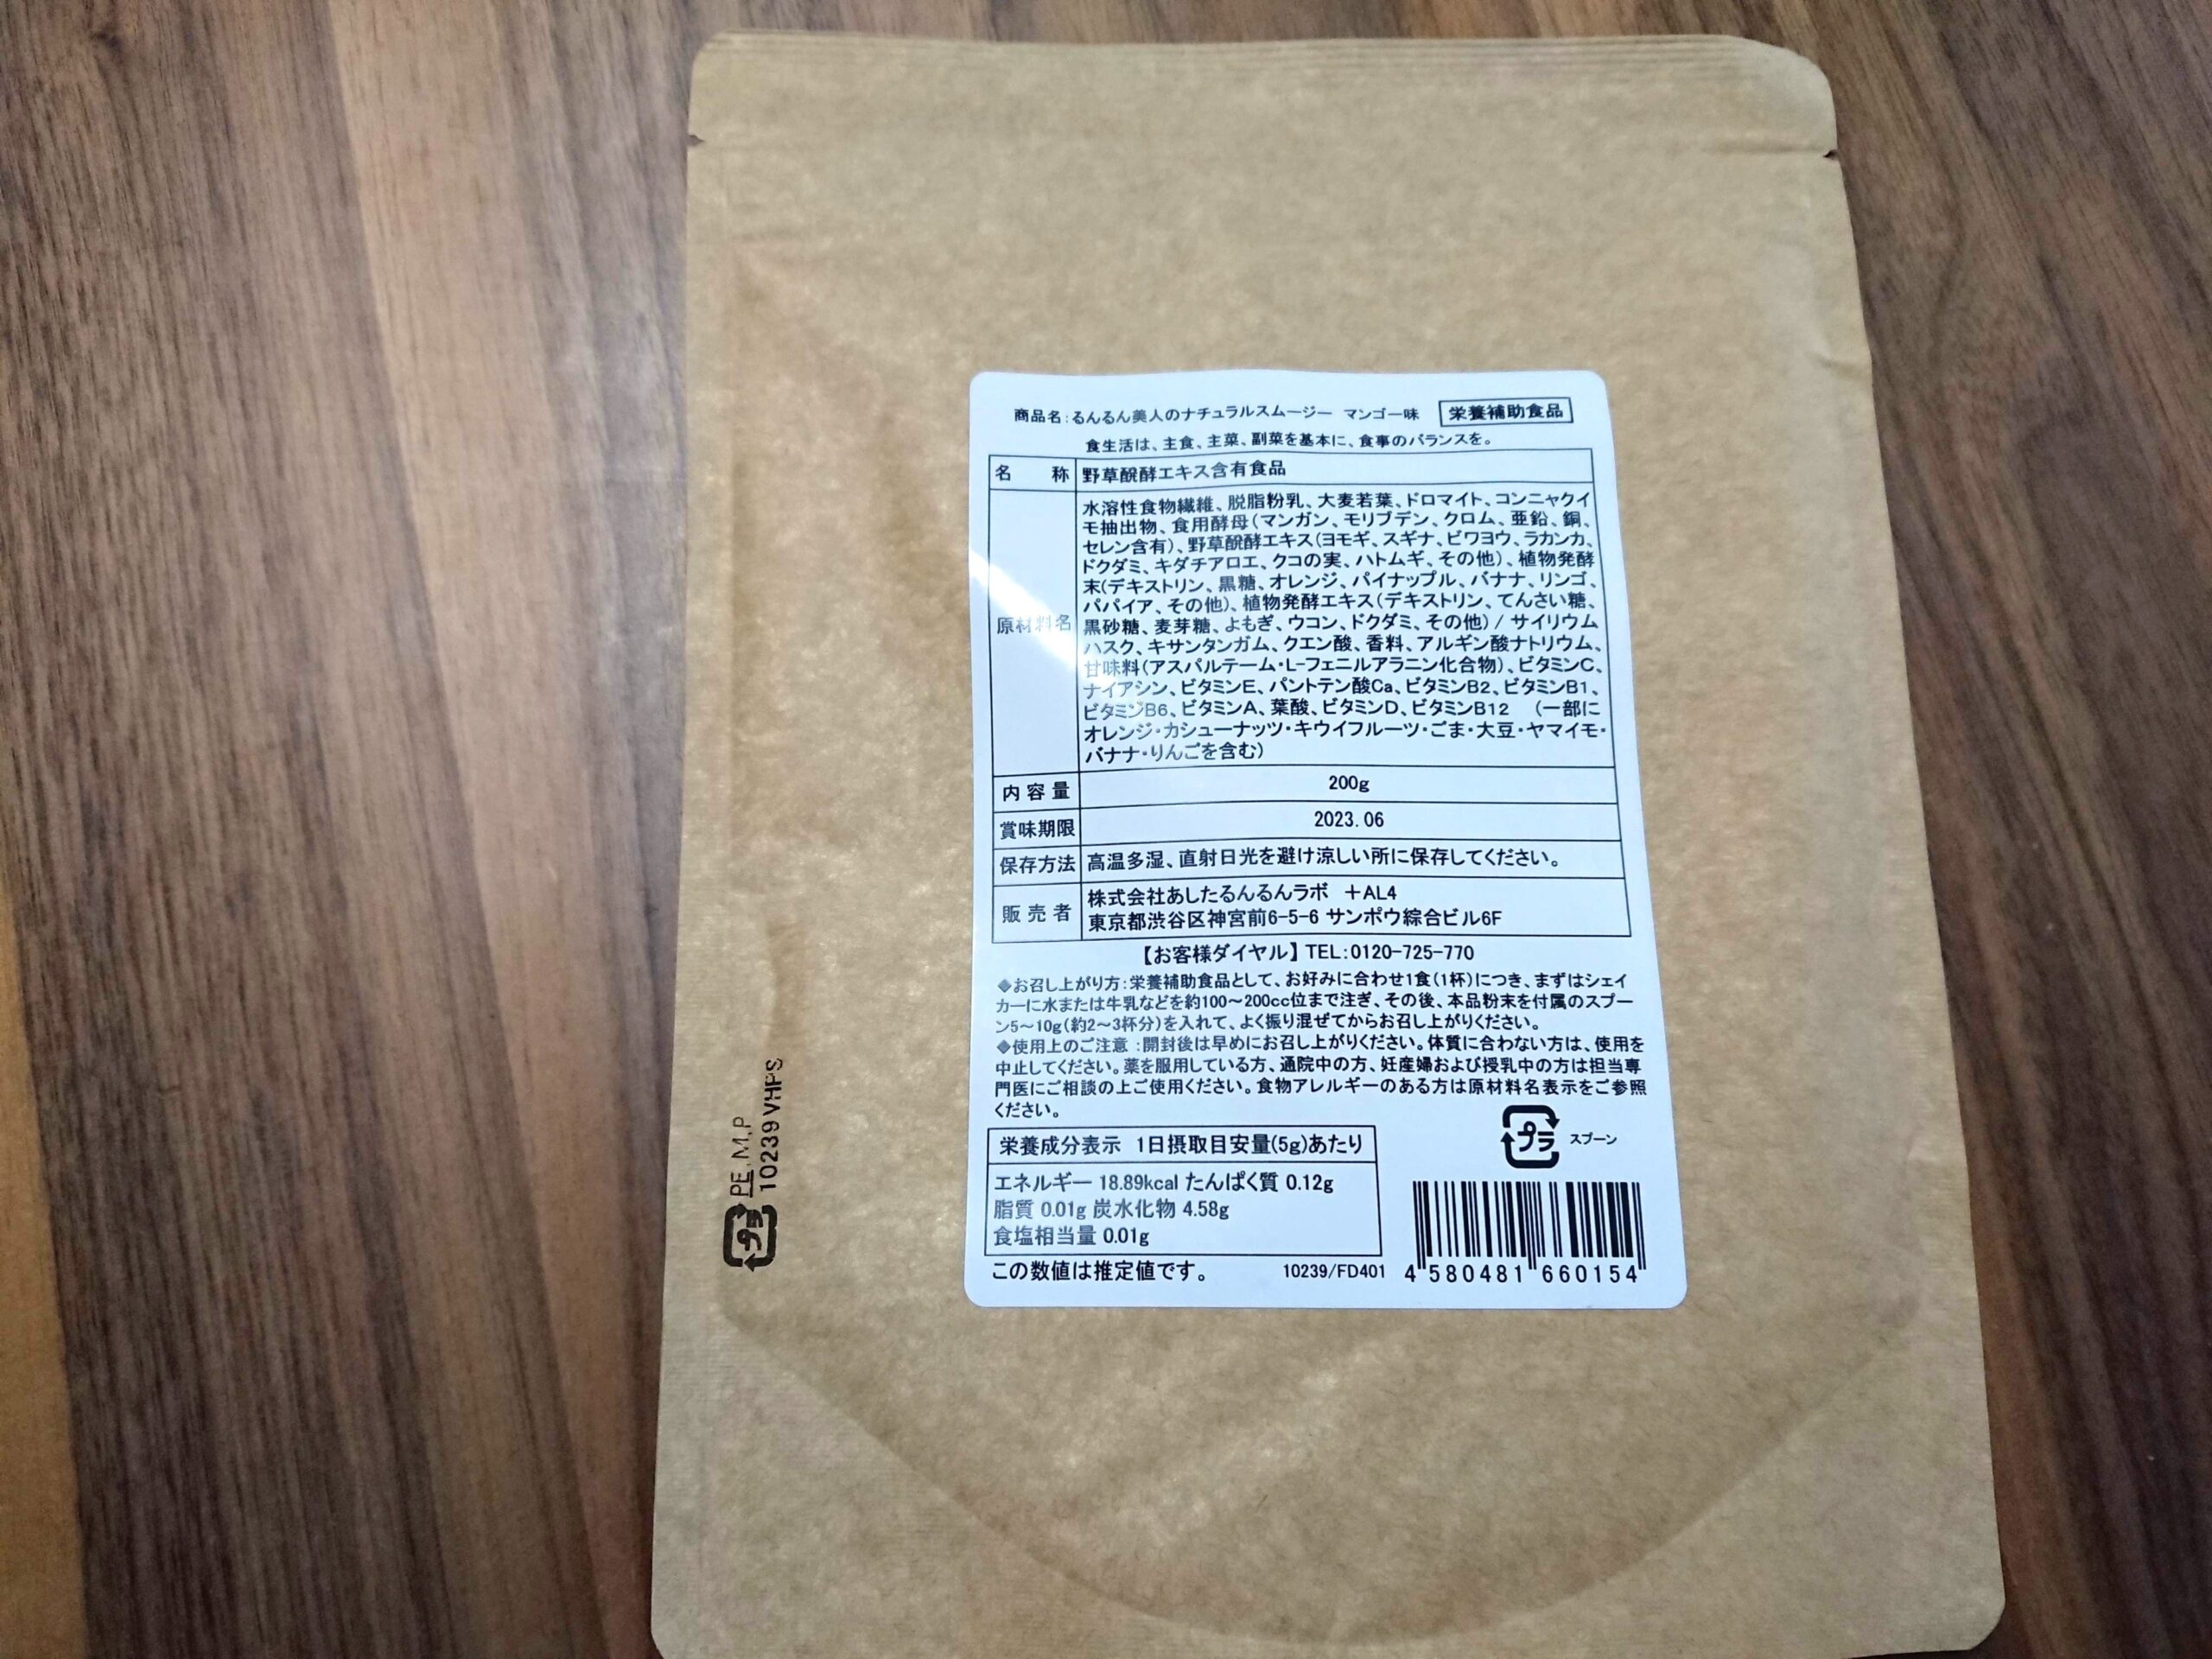 商品名:るんるん美人のナチュラルスムージー マンゴー味 栄養補助食品
食生活は、主食、主菜、副菜を基本に、食事のバランスを。
名 称 野草醗酵エキス含有食品
原材料名
水溶性食物繊維、脱脂粉乳、大麦若葉、ドロマイト、コンニャクイ
モ抽出物、食用酵母(マンガン、モリブデン、クロム、亜鉛、銅、
セレン含有)、野草醗酵エキス(ヨモギ、スギナ、ビワヨウ、ラカンカ、
ドクダミ、キダチアロエ、クコの実、ハトムギ、その他)、植物発酵
末(デキストリン、黒糖、オレンジ、パイナップル、バナナ、リンゴ、
パパイア、その他)、植物発酵エキス(デキストリン、てんさい糖、
黒砂糖、麦芽糖、よもぎ、ウコン、ドクダミ、その他) / サイリウム
ハスク、キサンタンガム、クエン酸、香料、アルギン酸ナトリウム、
甘味料(アスパルテーム・L-フェニルアラニン化合物)、ビタミンC、
ナイアシン、ビタミンE、パントテン酸Ca、ビタミンB2、ビタミンB1、
ビタミンB6、ビタミンA、葉酸、ビタミンD、ビタミンB12 (一部に
オレンジ・カシューナッツ・キウイフルーツ・ごま・大豆・ヤマイモ・
バナナ・りんごを含む)
内容量 200g
賞味期限 2023.06
保存方法 高温多湿、直射日光を避け涼しい所に保存してください。
販売者 株式会社あしたるんるんラボ +AL4
東京都渋谷区神宮前6-5-6 サンポウ綜合ビル6F
【お客様ダイヤル】TEL:0120-725-770
◆お召し上がり方:栄養補助食品として、お好みに合わせ1食(1杯)につき、まずはシェイ
カーに水または牛乳などを約100~200cc位まで注ぎ、その後、本品粉末を付属のスプー
ン5~10g(約2~3杯分)を入れて、よく振り混ぜてからお召し上がりください。
◆使用上のご注意:開封後は早めにお召し上がりください。体質に合わない方は、使用を
中止してください。薬を服用している方、通院中の方、妊産婦および授乳中の方は担当専
門医にご相談の上ご使用ください。食物アレルギーのある方は原材料名表示をご参照
ください。
プラ スプーン
栄養成分表示 1日摂取目安量(5g)あたり
エネルギー 18.89kcal たんぱく質 0.12g
脂質 0.01g 炭水化物 4.58g
食塩相当量 0.01g
この数値は推定値です。 10239/FD401
4 580481 660154
プラ PE,M,P
10239 VHPS